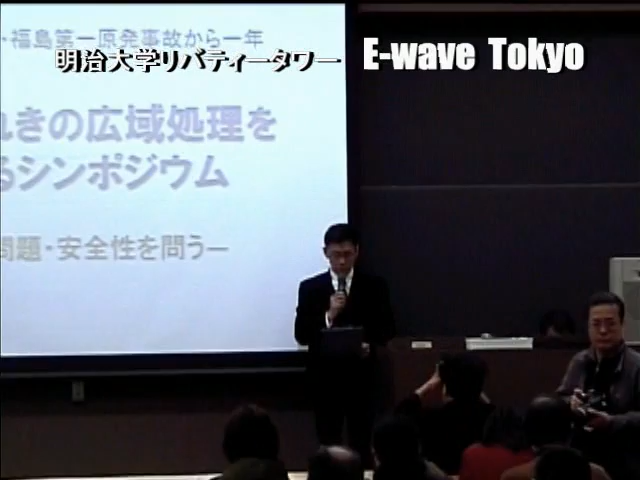 ・福島第一原発事故から一年
明治大学リバティータワー E-wave Tokyo
れきの広域処理を
るシンポジウム
問題・安全性を問う―